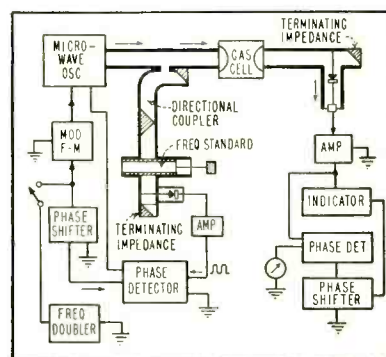 TERMINATING
IMPEDANCE
MICRO-
WAVE
OSC
GAS
CELL
DIRECTIONAL
COUPLER
MOD
F-M
FREQ STANDARD
AMP
PHASE
SHIFTER
TERMINATING
IMPEDANCE
AMP
INDICATOR
PHASE
DETECTOR
PHASE DET
FREQ
DOUBLER
PHASE
SHIFTER